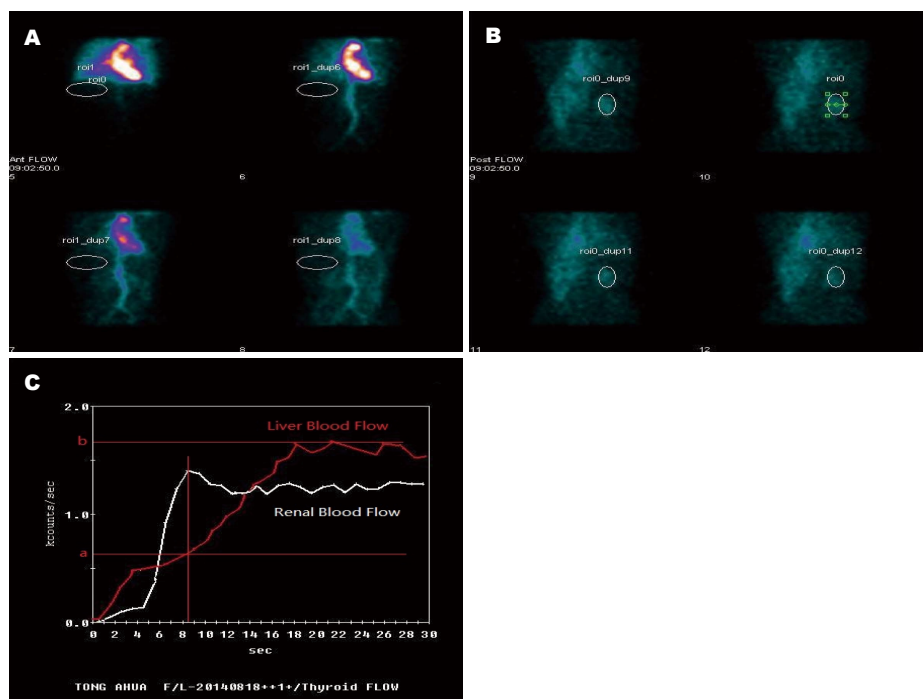 A
roi1
roi0
roi1_dup6
Ant FLOW
09:02:50.0
5
6
roi1_dup7
roi1_dup8
7
8
B
roi0_dup9
roi0
Post FLOW
09:02:50.0
9
10
roi0_dup11
roi0_dup12
11
12
C
2.0
b
Liver Blood Flow
kcounts/sec
1.0
Renal Blood Flow
a
0.0
0 2 4 6 8 10 12 14 16 18 20 22 24 26 28 30
sec
TONG AHUA F/L-20140818++1+/Thyroid FLOW